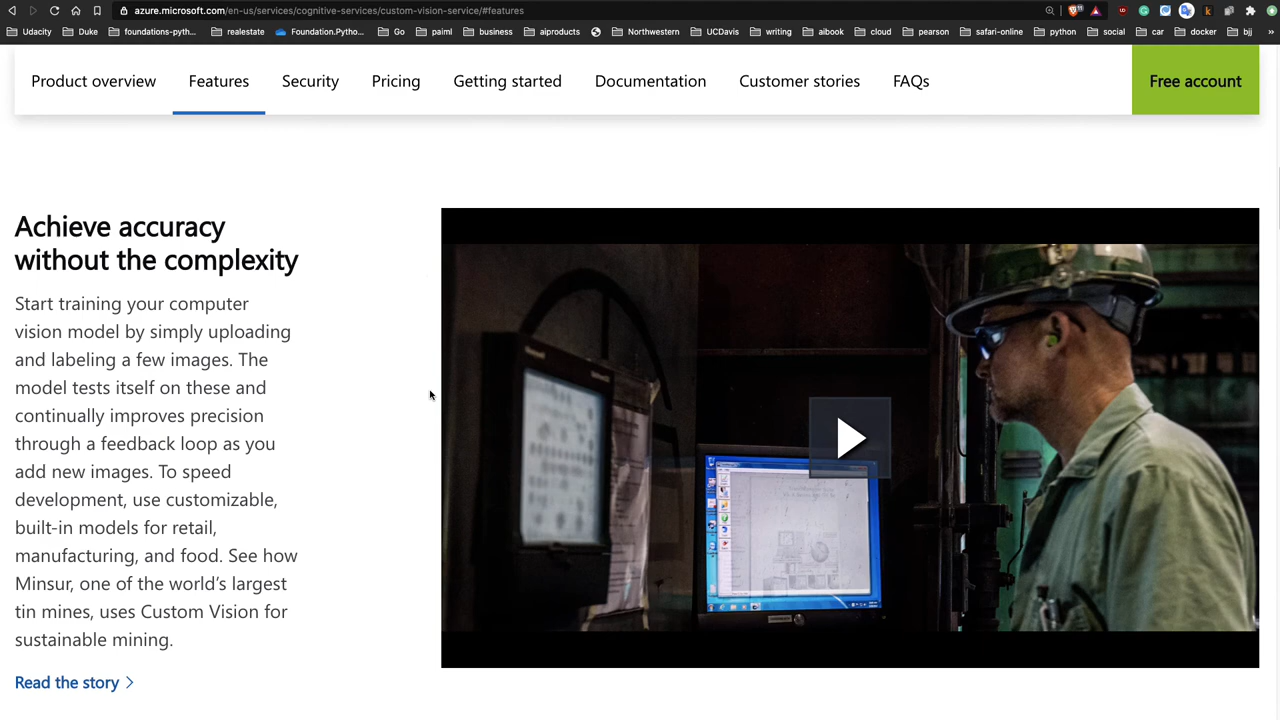 azure.microsoft.com/en-us/services/cognitive-services/custom-vision-service/#features
Udacity Duke foundations-pyth... realestate Foundation.Pytho... Go paiml business aiproducts Northwestern UCDavis writing aibook cloud pearson safari-online python social car docker bjj »
Product overview Features Security Pricing Getting started Documentation Customer stories FAQs Free account
Achieve accuracy
without the complexity
Start training your computer
vision model by simply uploading
and labeling a few images. The
model tests itself on these and
continually improves precision
through a feedback loop as you
add new images. To speed
development, use customizable,
built-in models for retail,
manufacturing, and food. See how
Minsur, one of the world’s largest
tin mines, uses Custom Vision for
sustainable mining.
Read the story